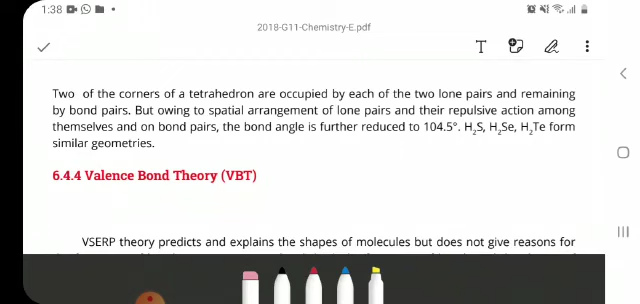 1:38
2018-G11-Chemistry-E.pdf
T
Two of the corners of a tetrahedron are occupied by each of the two lone pairs and remaining
by bond pairs. But owing to spatial arrangement of lone pairs and their repulsive action among
themselves and on bond pairs, the bond angle is further reduced to 104.5°. H₂S, H₂Se, H₂Te form
similar geometries.
6.4.4 Valence Bond Theory (VBT)
VSERP theory predicts and explains the shapes of molecules but does not give reasons for